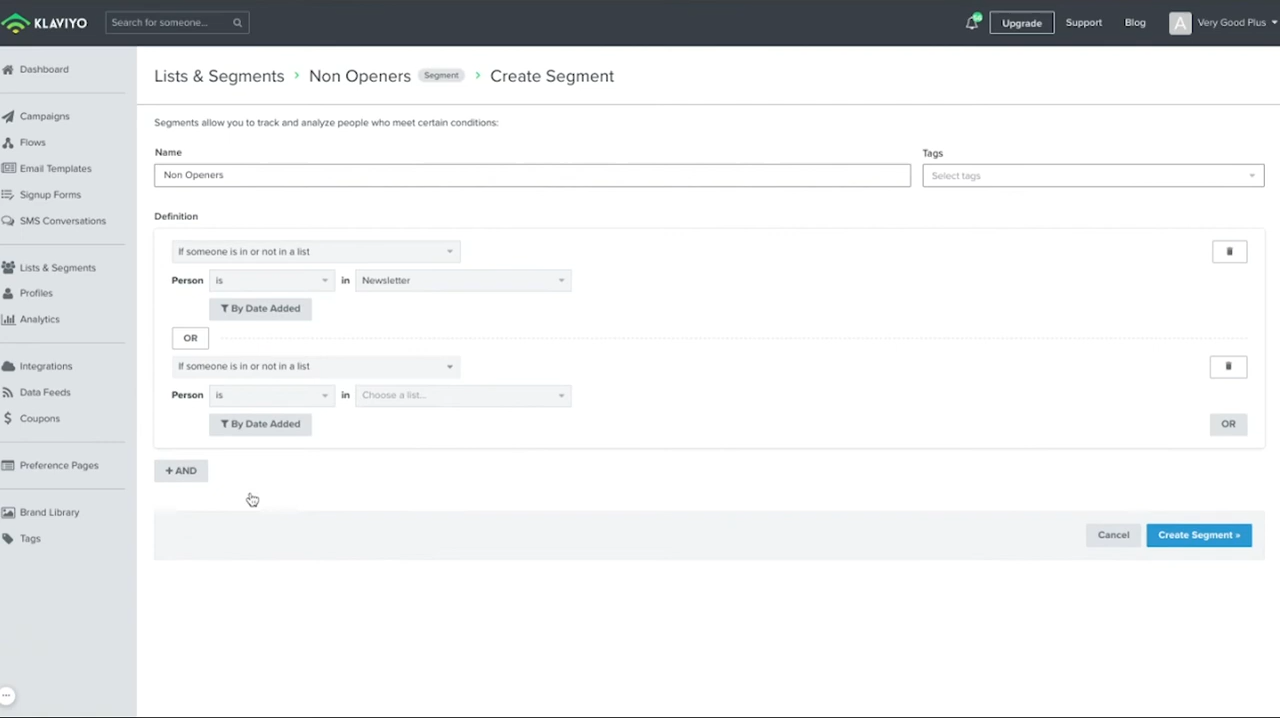 KLAVIYO
Search for someone...
Upgrade
Support
Blog
A
Very Good Plus
Dashboard
Campaigns
Flows
Email Templates
Signup Forms
SMS Conversations
Lists & Segments
Profiles
Analytics
Integrations
Data Feeds
Coupons
Preference Pages
Brand Library
Tags
Lists & Segments › Non Openers Segment › Create Segment
Segments allow you to track and analyze people who meet certain conditions:
Name
Non Openers
Tags
Select tags
Definition
If someone is in or not in a list
Person is in Newsletter
By Date Added
OR
If someone is in or not in a list
Person is in Choose a list...
By Date Added
OR
+ AND
Cancel
Create Segment »